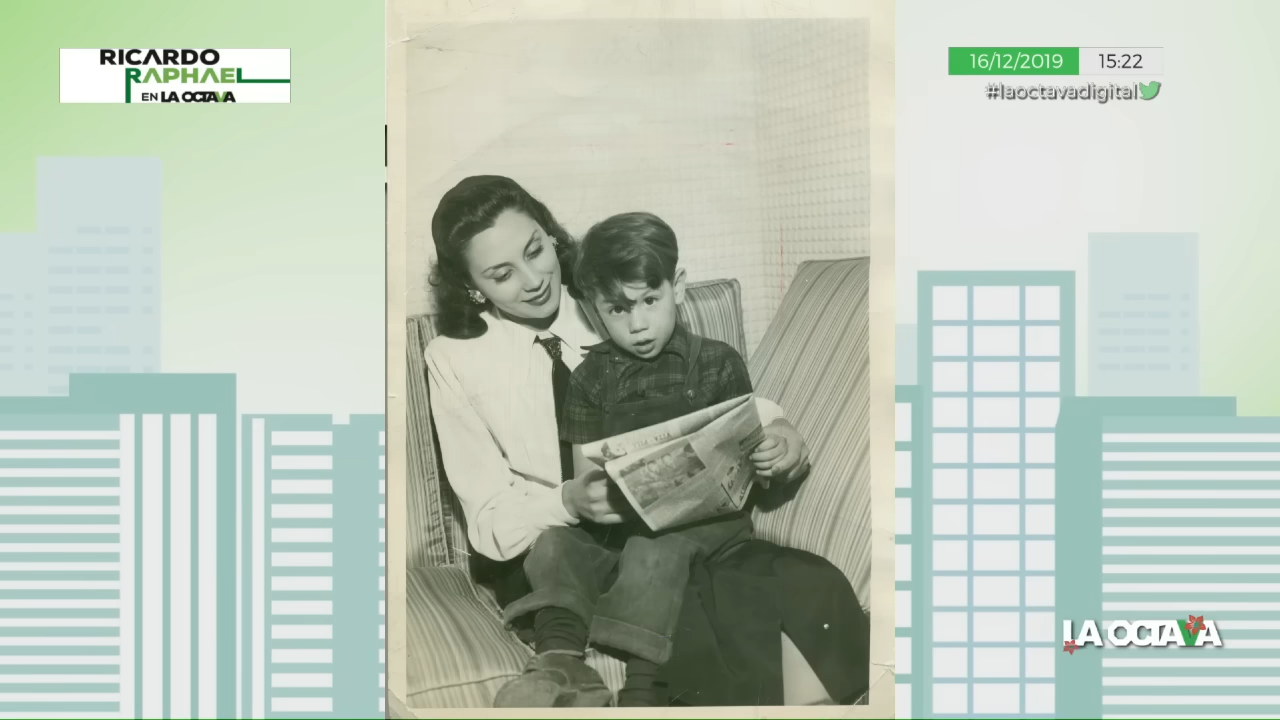 RICARDO
RAPHAEL
EN LA OCTAVA
16/12/2019 15:22
#laoctavadigital
LA OCTAVA